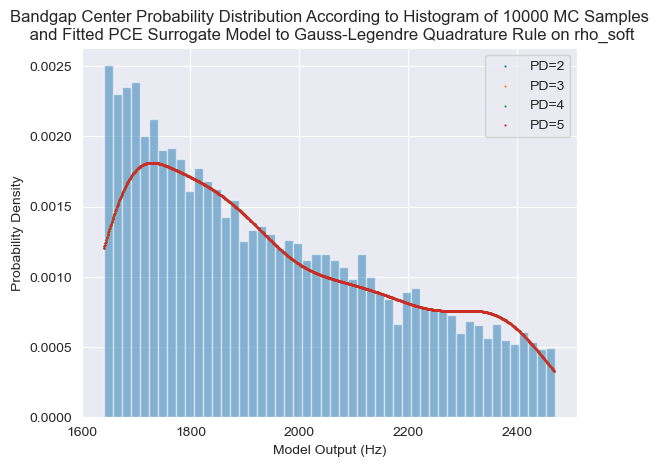 Bandgap Center Probability Distribution According to Histogram of 10000 MC Samples
and Fitted PCE Surrogate Model to Gauss-Legendre Quadrature Rule on rho_soft
PD=2
PD=3
PD=4
PD=5
Probability Density
0.0025
0.0020
0.0015
0.0010
0.0005
0.0000
1600
1800
2000
2200
2400
Model Output (Hz)